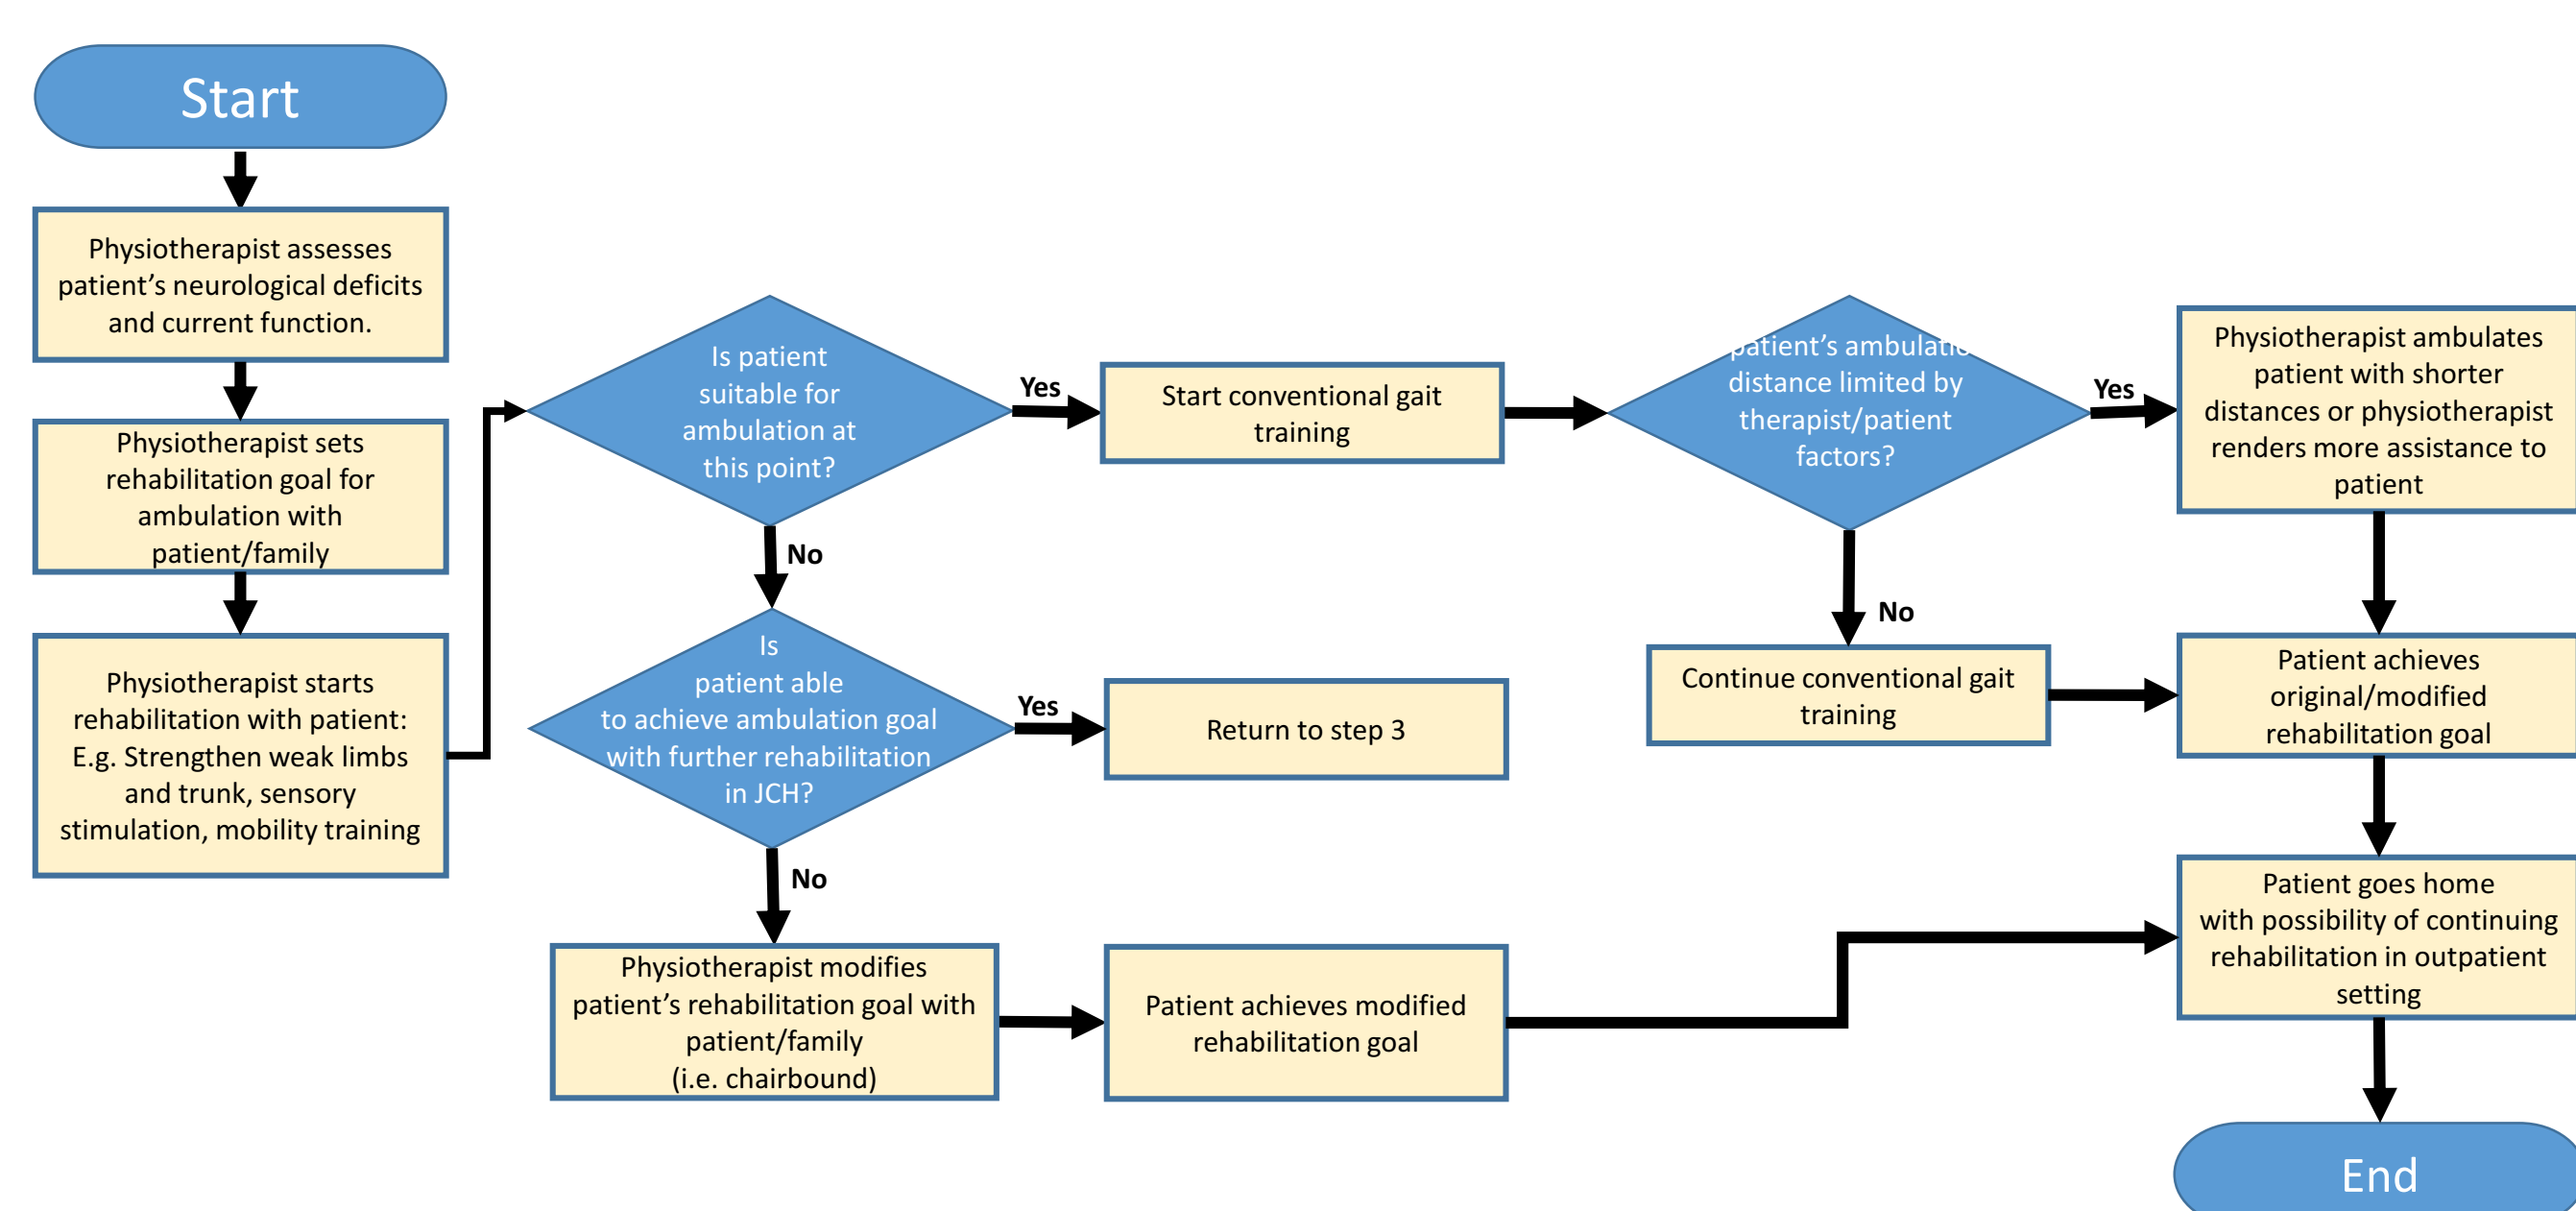 Start
Physiotherapist assesses
patient’s neurological deficits
and current function.
Physiotherapist sets
rehabilitation goal for
ambulation with
patient/family
Physiotherapist starts
rehabilitation with patient:
E.g. Strengthen weak limbs
and trunk, sensory
stimulation, mobility training
Is patient
suitable for
ambulation at
this point?
Yes
No
Start conventional gait
training
Is
patient able
to achieve ambulation goal
with further rehabilitation
in JCH?
Yes
No
Return to step 3
Physiotherapist modifies
patient’s rehabilitation goal with
patient/family
(i.e. chairbound)
Patient achieves modified
rehabilitation goal
patient’s ambulatio
distance limited by
therapist/patient
factors?
Yes
No
Continue conventional gait
training
Physiotherapist ambulates
patient with shorter
distances or physiotherapist
renders more assistance to
patient
Patient achieves
original/modified
rehabilitation goal
Patient goes home
with possibility of continuing
rehabilitation in outpatient
setting
End